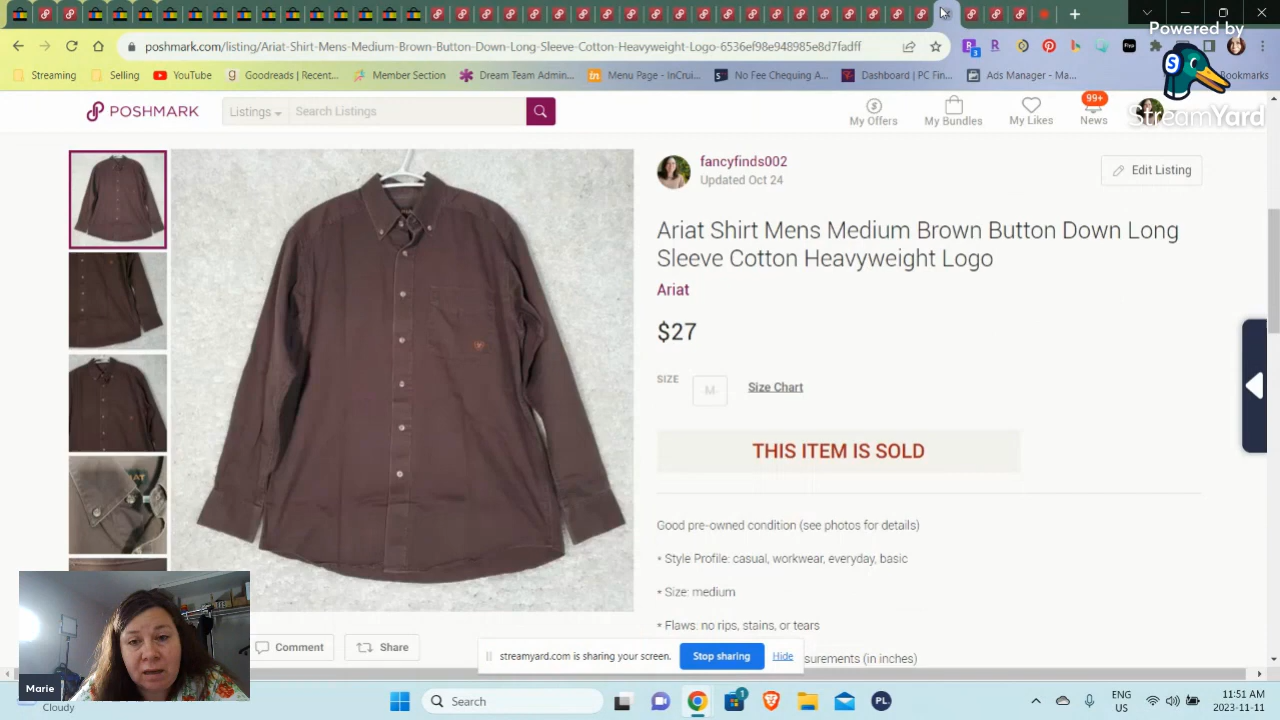 Powered by
StreamYard
poshmark.com/listing/Ariat-Shirt-Mens-Medium-Brown-Button-Down-Long-Sleeve-Cotton-Heavyweight-Logo-6536ef98e948985e8d7fadff
Streaming
Selling
YouTube
Goodreads | Recent...
Member Section
Dream Team Admin...
Menu Page - InCrui...
No Fee Chequing A...
Dashboard | PC Fin...
Ads Manager - Ma...
Bookmarks
POSHMARK
Listings
Search Listings
My Offers
My Bundles
My Likes
99+
News
fancyfinds002
Updated Oct 24
Edit Listing
Ariat Shirt Mens Medium Brown Button Down Long
Sleeve Cotton Heavyweight Logo
Ariat
$27
SIZE
M
Size Chart
THIS ITEM IS SOLD
Good pre-owned condition (see photos for details)
* Style Profile: casual, workwear, everyday, basic
* Size: medium
* Flaws: no rips, stains, or tears
surements (in inches)
Comment
Share
streamyard.com is sharing your screen.
Stop sharing
Hide
Marie
Cloudy
Search
1
PL
ENG
US
11:51 AM
2023-11-11